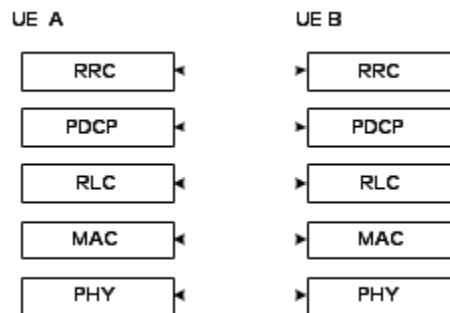 UE A UE B
RRC RRC
PDCP PDCP
RLC RLC
MAC MAC
PHY PHY